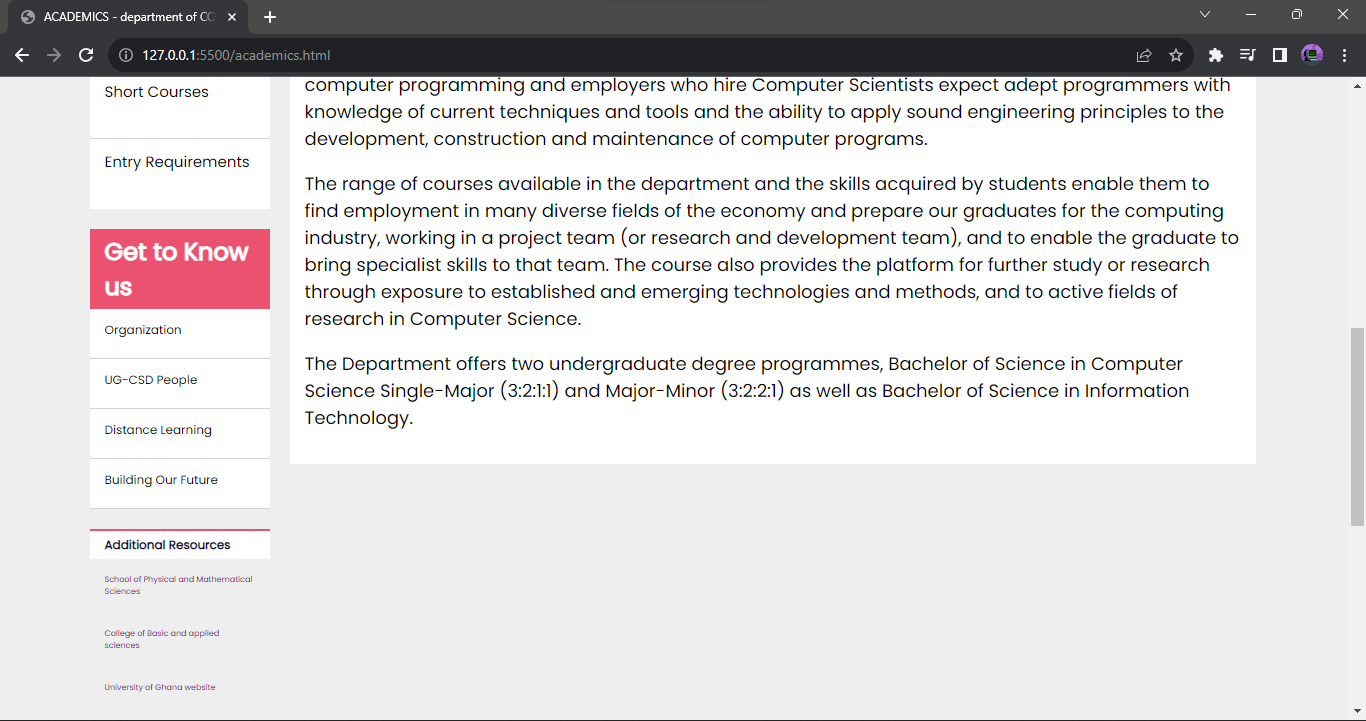 ACADEMICS - department of CO
127.0.0.1:5500/academics.html
Short Courses
Entry Requirements
Get to Know
us
Organization
UG-CSD People
Distance Learning
Building Our Future
Additional Resources
School of Physical and Mathematical
Sciences
College of Basic and applied
sciences
University of Ghana website
computer programming and employers who hire Computer Scientists expect adept programmers with
knowledge of current techniques and tools and the ability to apply sound engineering principles to the
development, construction and maintenance of computer programs.
The range of courses available in the department and the skills acquired by students enable them to
find employment in many diverse fields of the economy and prepare our graduates for the computing
industry, working in a project team (or research and development team), and to enable the graduate to
bring specialist skills to that team. The course also provides the platform for further study or research
through exposure to established and emerging technologies and methods, and to active fields of
research in Computer Science.
The Department offers two undergraduate degree programmes, Bachelor of Science in Computer
Science Single-Major (3:2:1:1) and Major-Minor (3:2:2:1) as well as Bachelor of Science in Information
Technology.